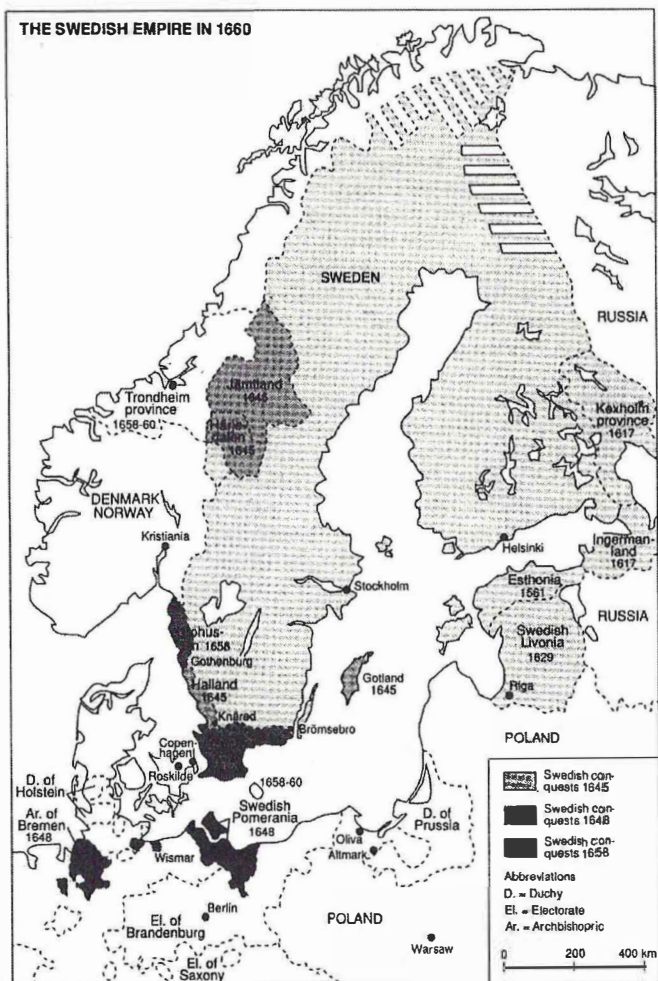 THE SWEDISH EMPIRE IN 1660
SWEDEN
RUSSIA
Jämtland
1645
Trondheim
province
1658-60
Härje-
dalen
1645
Kexholm
province
1617
DENMARK
NORWAY
Kristiania
Helsinki
Ingerman-
land
1617
Esthonia
1561
Stockholm
RUSSIA
Swedish
Livonia
1629
1658
Gothenburg
Halland
1645
Gotland
1645
Riga
Knäred
Brömsebro
POLAND
Copen-
hagen
Roskilde
1658-60
D. of
Holstein
Ar. of
Bremen
1648
Swedish
Pomerania
1648
D. of
Prussia
Wismar
Oliva
Altmark
Berlin
El. of
Brandenburg
POLAND
Warsaw
El. of
Saxony
Swedish con-
quests 1645
Swedish con-
quests 1648
Swedish con-
quests 1658
Abbreviations
D. = Duchy
El. = Electorate
Ar. = Archbishopric
0 200 400 km